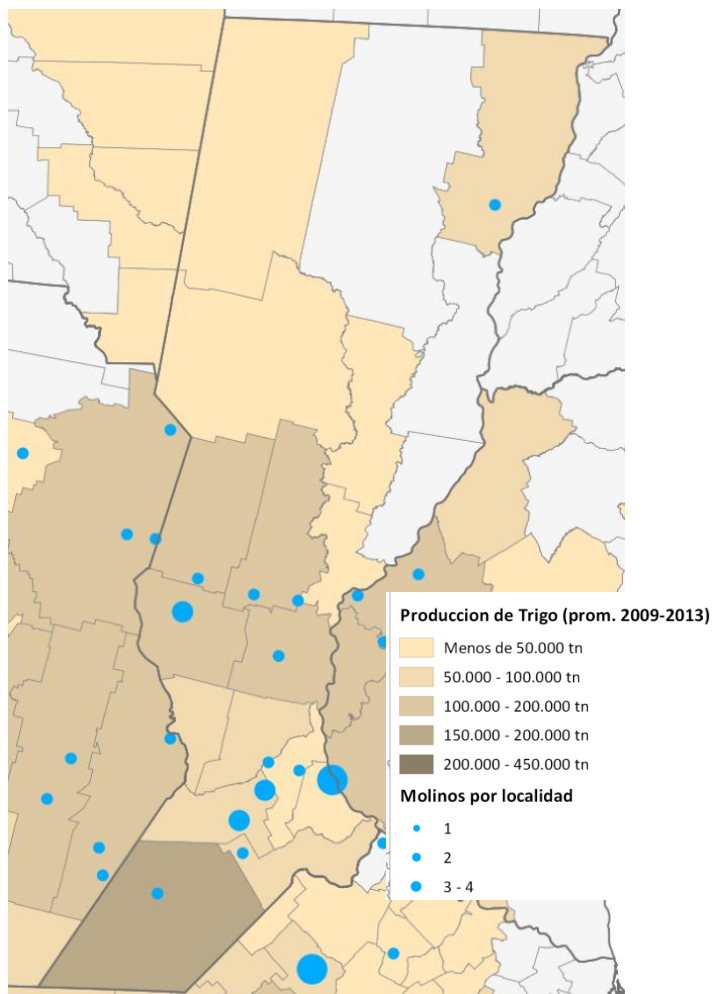 Produccion de Trigo (prom. 2009-2013)
Menos de 50.000 tn
50.000 - 100.000 tn
100.000 - 200.000 tn
150.000 - 200.000 tn
200.000 - 450.000 tn
Molinos por localidad
1
2
3 - 4